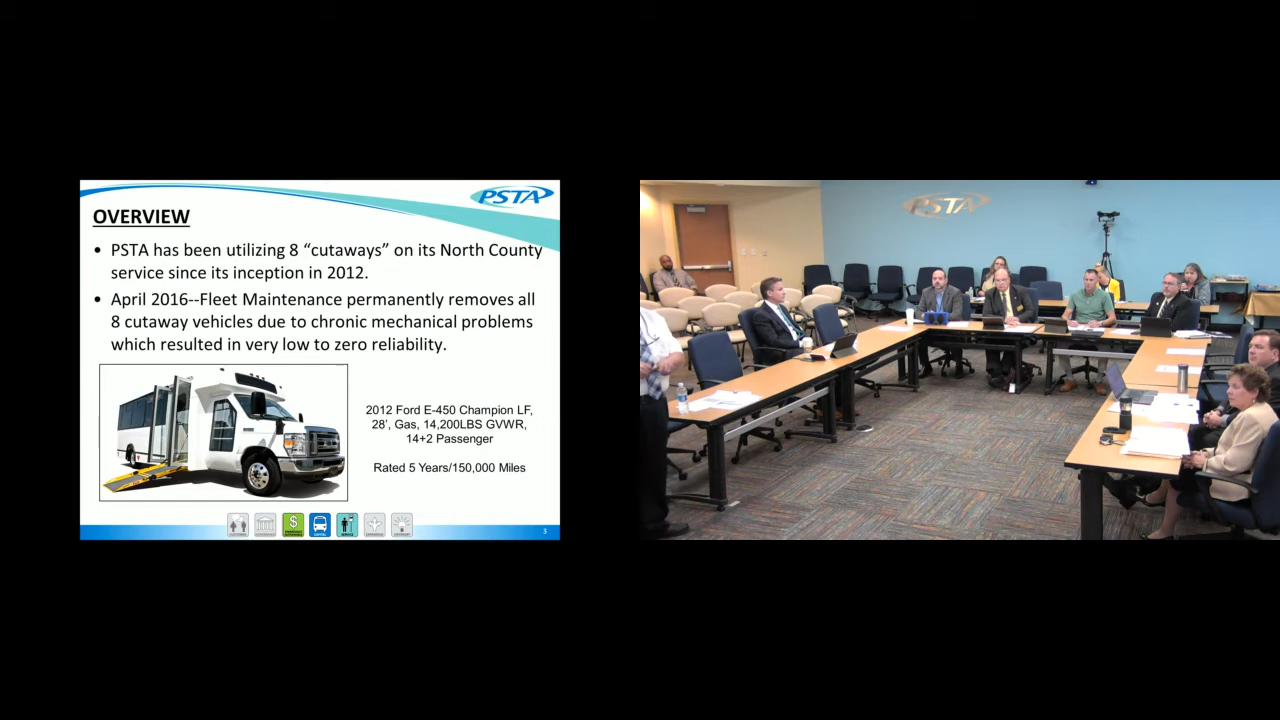 PSTA
OVERVIEW
• PSTA has been utilizing 8 “cutaways” on its North County
service since its inception in 2012.
• April 2016--Fleet Maintenance permanently removes all
8 cutaway vehicles due to chronic mechanical problems
which resulted in very low to zero reliability.
2012 Ford E-450 Champion LF,
28’, Gas, 14,200LBS GVWR,
14+2 Passenger
Rated 5 Years/150,000 Miles
3
PSTA